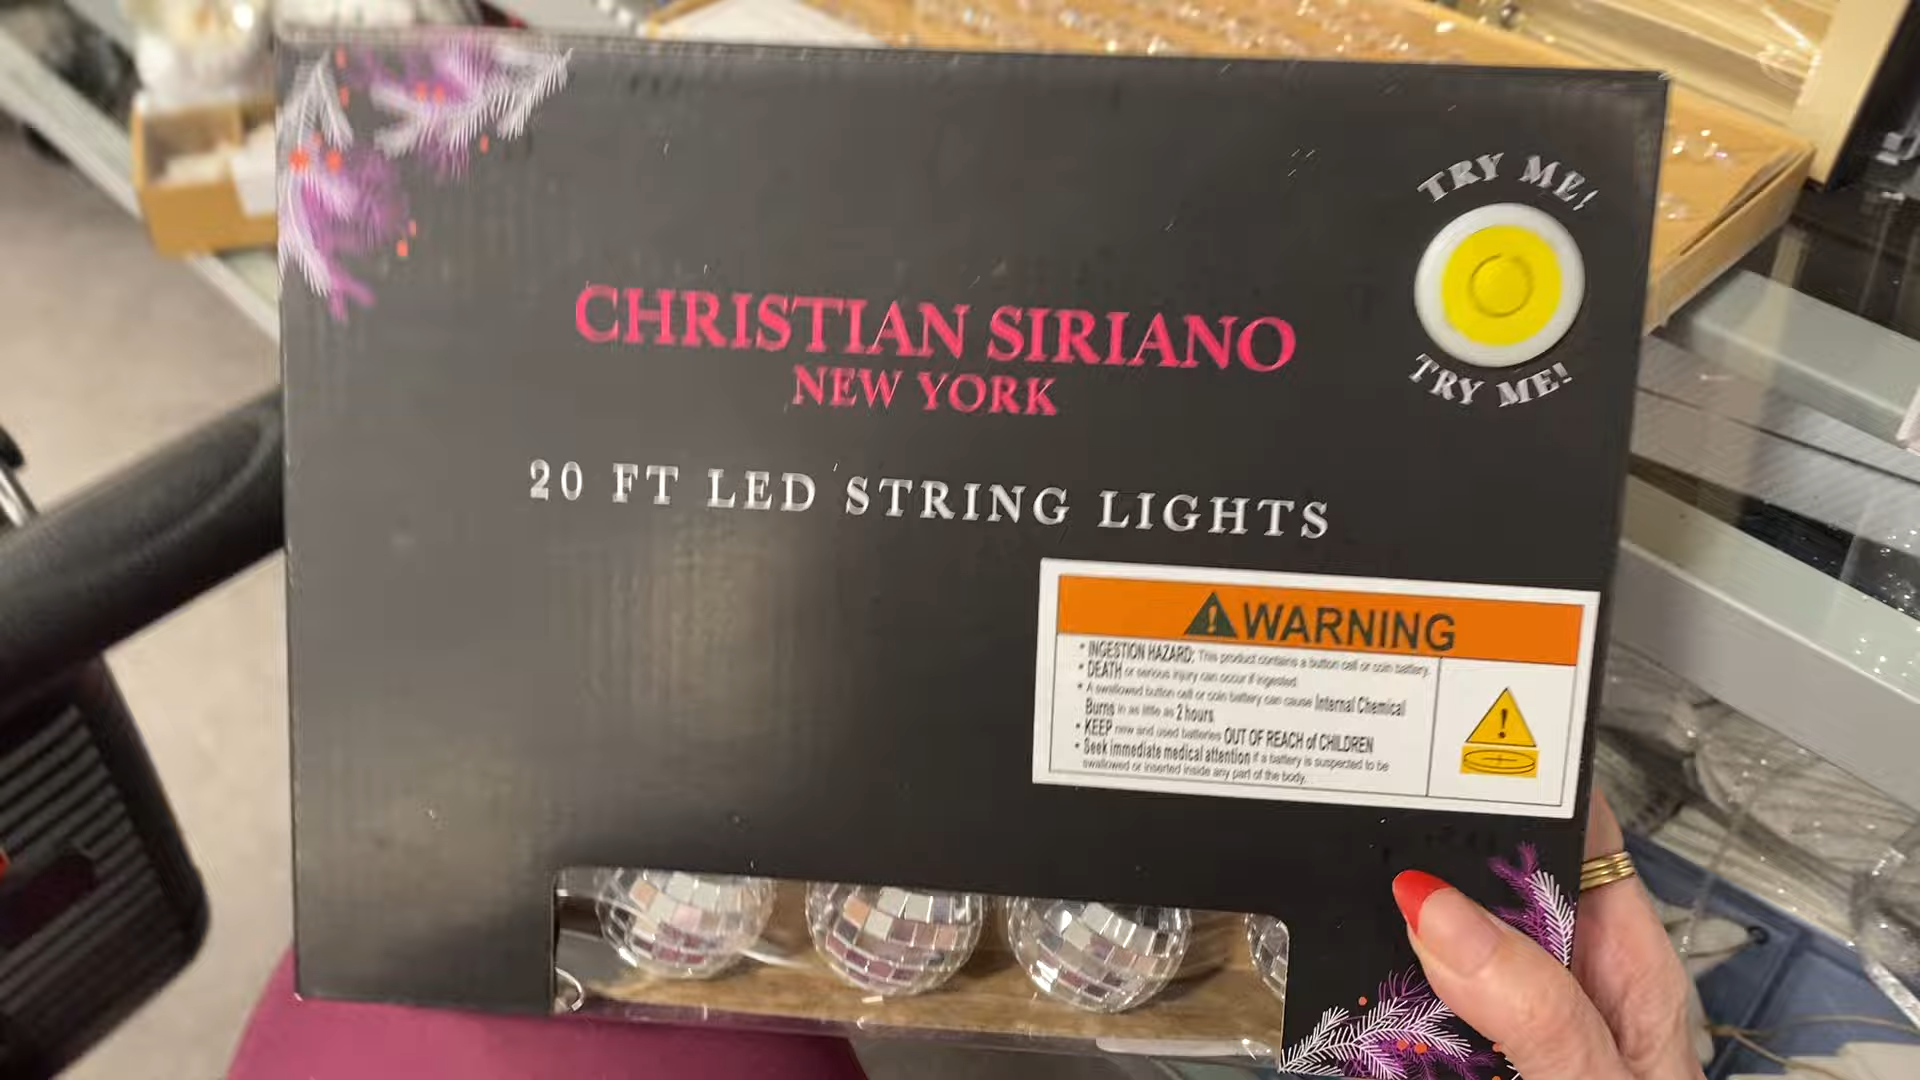 TRY ME!
CHRISTIAN SIRIANO
NEW YORK
TRY ME!
20 FT LED STRING LIGHTS
WARNING
• INGESTION HAZARD: This product contains a button cell or coin battery.
• DEATH or serious injury can occur if ingested.
• A swallowed button cell or coin battery can cause Internal Chemical
Burns in as little as 2 hours.
• KEEP new and used batteries OUT OF REACH of CHILDREN
• Seek immediate medical attention if a battery is suspected to be
swallowed or inserted inside any part of the body.